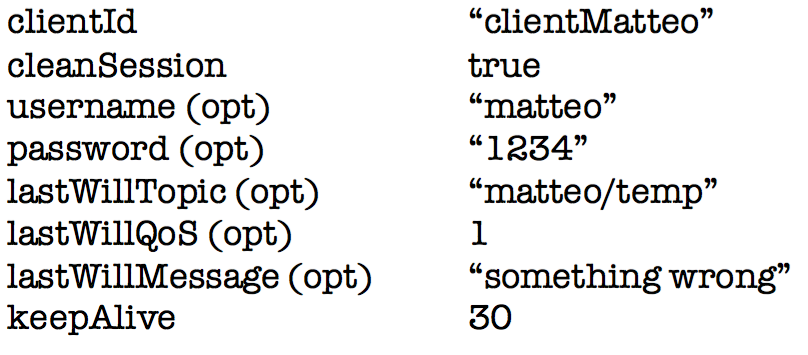 clientId “clientMatteo”
cleanSession true
username (opt) “matteo”
password (opt) “1234”
lastWillTopic (opt) “matteo/temp”
lastWillQoS (opt) 1
lastWillMessage (opt) “something wrong”
keepAlive 30